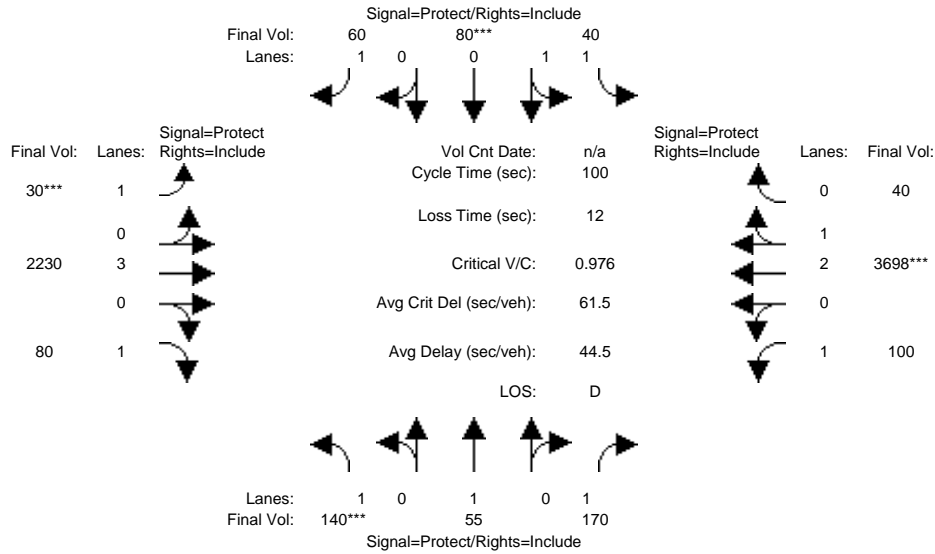 Signal=Protect/Rights=Include
Final Vol: 60 80*** 40
Lanes: 1 0 0 1 1
Signal=Protect
Final Vol: Lanes: Rights=Include
Vol Cnt Date: n/a
Signal=Protect
Rights=Include Lanes: Final Vol:
Cycle Time (sec): 100
30*** 1
0 40
Loss Time (sec): 12
0
1
2230 3
Critical V/C: 0.976
2 3698***
0
Avg Crit Del (sec/veh): 61.5
0
80 1
Avg Delay (sec/veh): 44.5
1 100
LOS: D
Lanes: 1 0 1 0 1
Final Vol: 140*** 55 170
Signal=Protect/Rights=Include